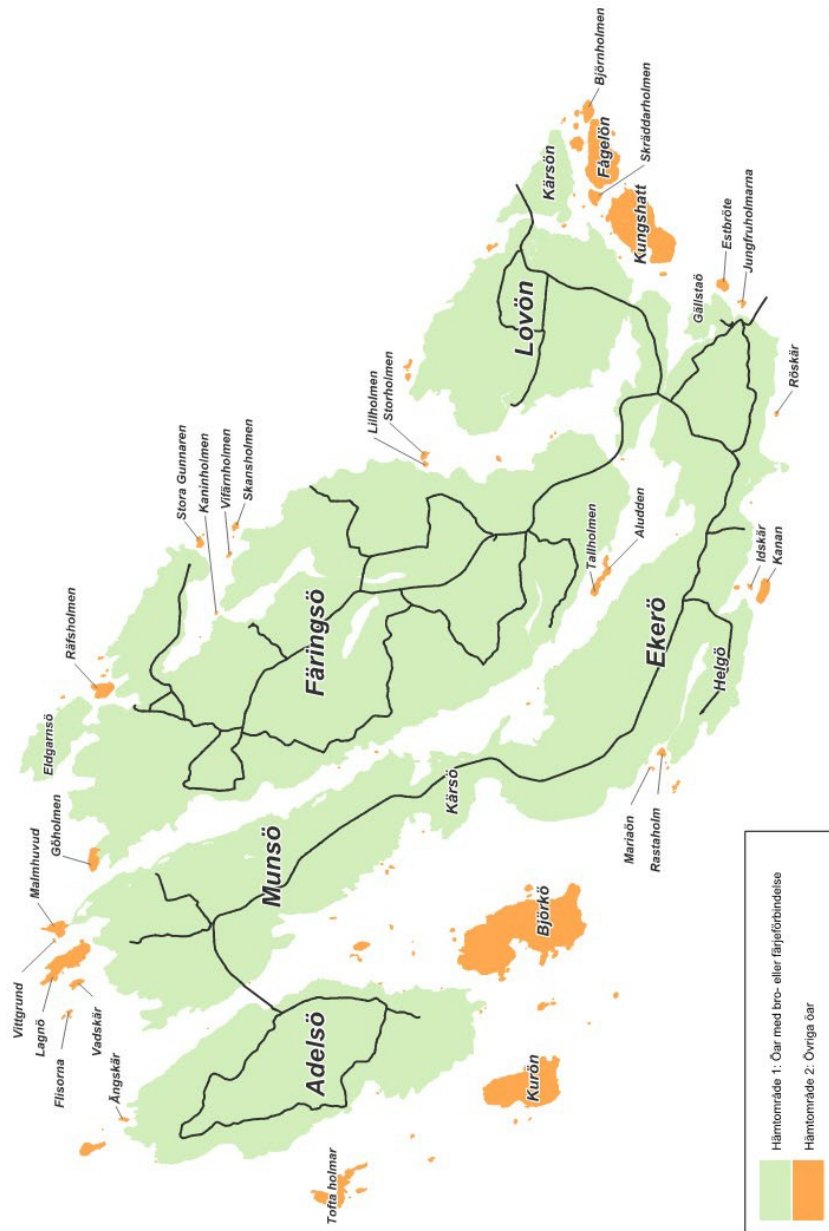 Vittgrund
Malmhuvud
Lagnö
Göholmen
Eldgarnsö
Flisorna
Räfsholmen
Vadskär
Ängskär
Stora Gunnaren
Kaninholmen
Vifärnholmen
Skansholmen
Munsö
Adelsö
Färingsö
Tofta holmar
Lillholmen
Storholmen
Kärsö
Lovön
Kurön
Björkö
Kärsön
Tallholmen
Björnholmen
Fågelön
Aludden
Mariaön
Kungshatt
Skräddarholmen
Ekerö
Rastaholm
Gällstaö
Helgö
Estbröte
Jungfruholmarna
Idskär
Kanan
Röskär
Hämtområde 1: Öar med bro- eller färjeförbindelse
Hämtområde 2: Övriga öar